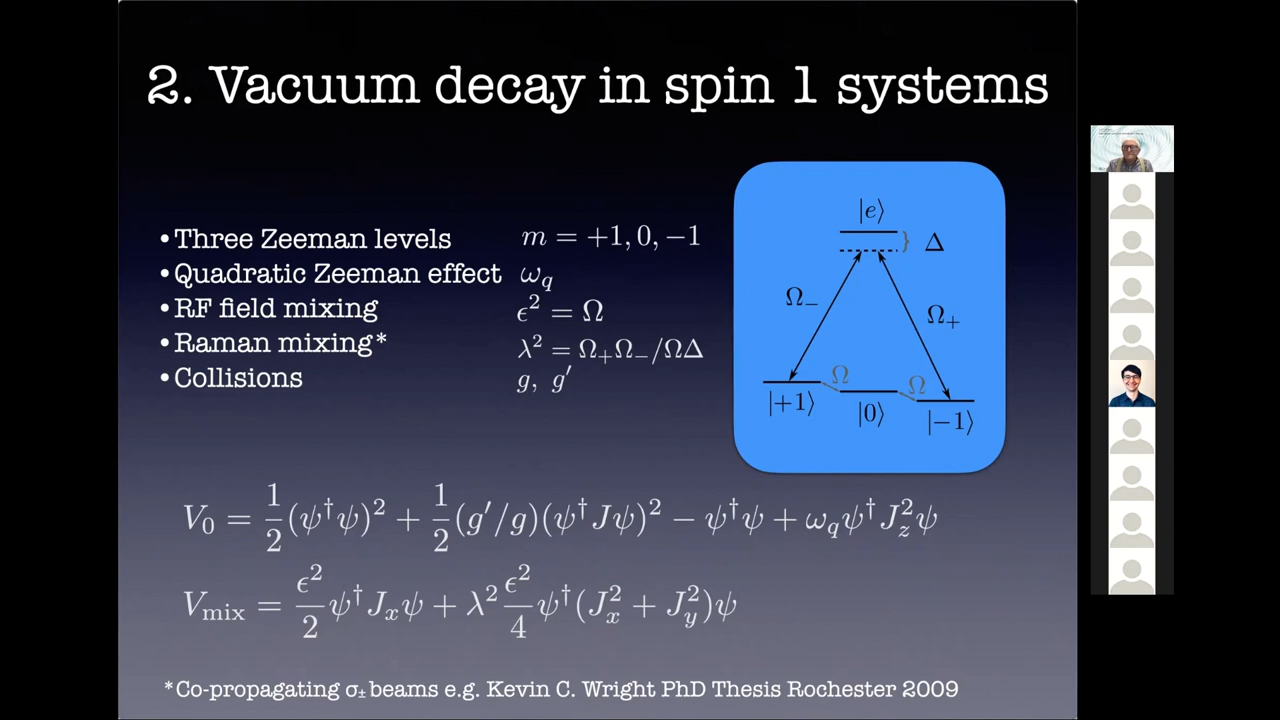 2. Vacuum decay in spin 1 systems
•Three Zeeman levels m = +1, 0, −1
•Quadratic Zeeman effect ω_q
•RF field mixing ϵ² = Ω
•Raman mixing* λ² = Ω₊Ω₋/ΩΔ
•Collisions g, g′
|e⟩
} Δ
Ω₋
Ω₊
Ω
Ω
|+1⟩
|0⟩
|−1⟩
V₀ = 1/2 (ψ†ψ)² + 1/2 (g′/g)(ψ†Jψ)² − ψ†ψ + ω_q ψ†J_z²ψ
V_mix = ϵ²/2 ψ†J_xψ + λ² ϵ²/4 ψ†(J_x² + J_y²)ψ
*Co-propagating σ± beams e.g. Kevin C. Wright PhD Thesis Rochester 2009